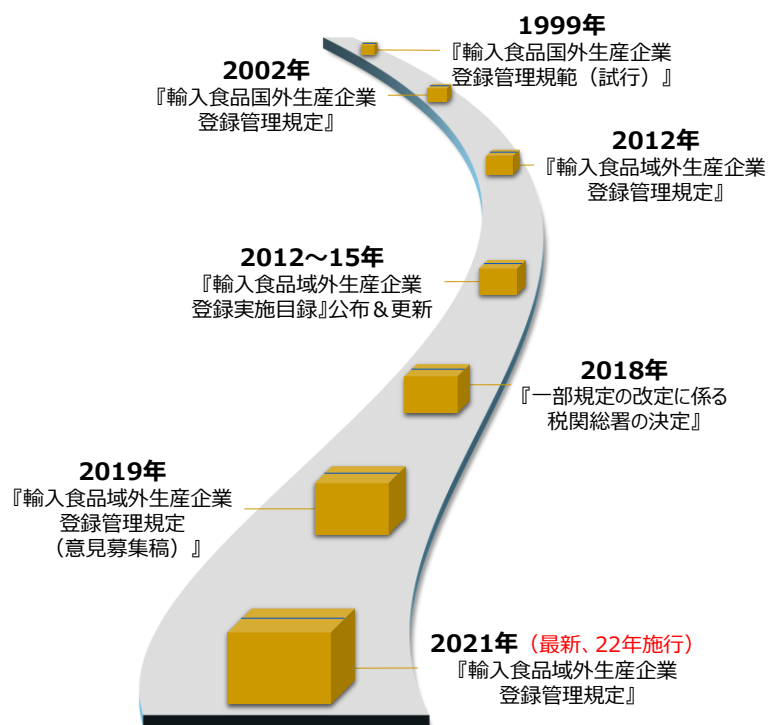 1999年
『輸入食品国外生産企業
登録管理規範（試行）』
2002年
『輸入食品国外生産企業
登録管理規定』
2012年
『輸入食品域外生産企業
登録管理規定』
2012～15年
『輸入食品域外生産企業
登録実施目録』公布＆更新
2018年
『一部規定の改定に係る
税関総署の決定』
2019年
『輸入食品域外生産企業
登録管理規定
（意見募集稿）』
2021年（最新、22年施行）
『輸入食品域外生産企業
登録管理規定』